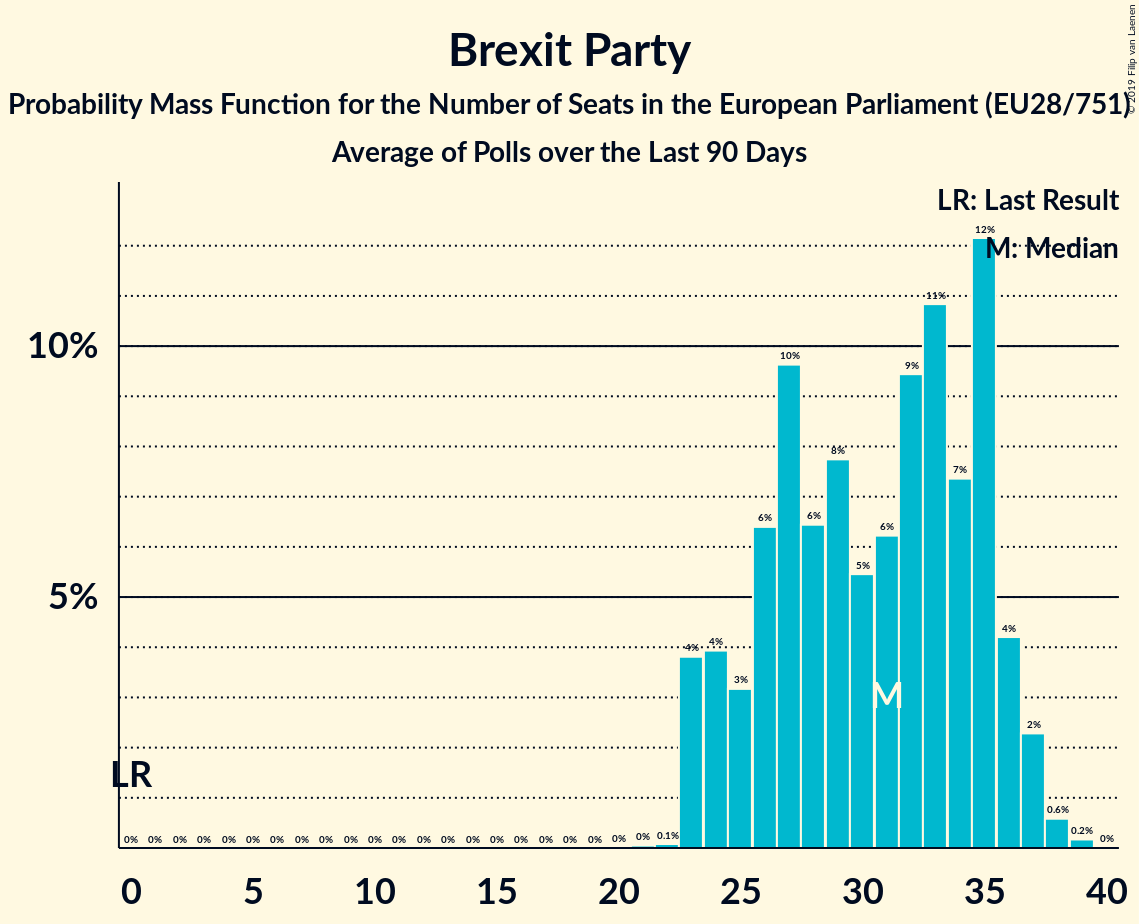 Brexit Party
Probability Mass Function for the Number of Seats in the European Parliament (EU28/751)
Average of Polls over the Last 90 Days
© 2019 Filip van Laenen
LR: Last Result
M: Median
10%
5%
12%
11%
10%
9%
8%
7%
6%
6%
6%
5%
4%
4%
3%
4%
2%
0.6%
0.2%
0%
M
LR
0% 0% 0% 0% 0% 0% 0% 0% 0% 0% 0% 0% 0% 0% 0% 0% 0% 0% 0% 0% 0% 0% 0.1%
0 5 10 15 20 25 30 35 40